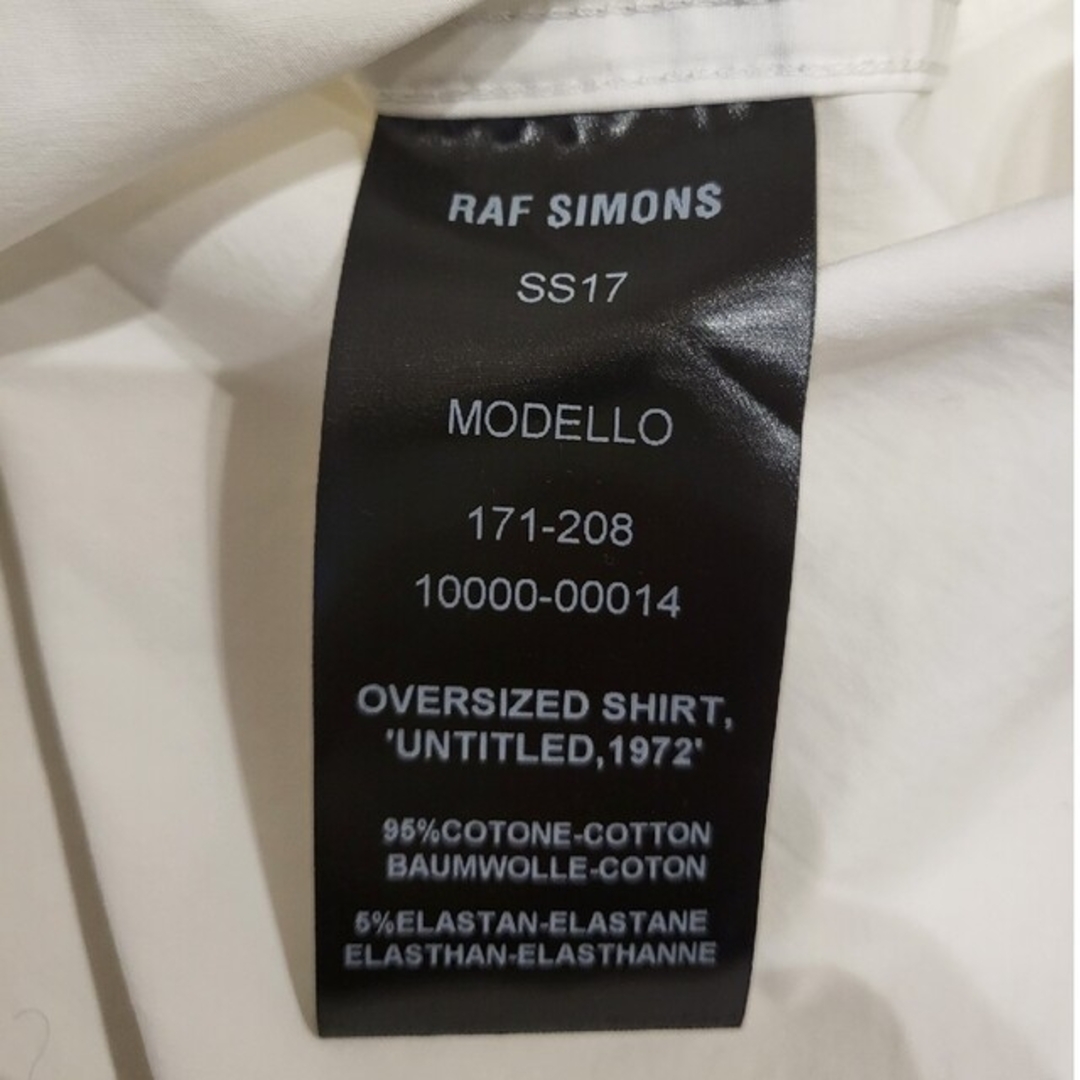 RAF SIMONS
SS17
MODELLO
171-208
10000-00014
OVERSIZED SHIRT,
'UNTITLED,1972'
95%COTONE-COTTON
BAUMWOLLE-COTON
5%ELASTAN-ELASTANE
ELASTHAN-ELASTHANNE